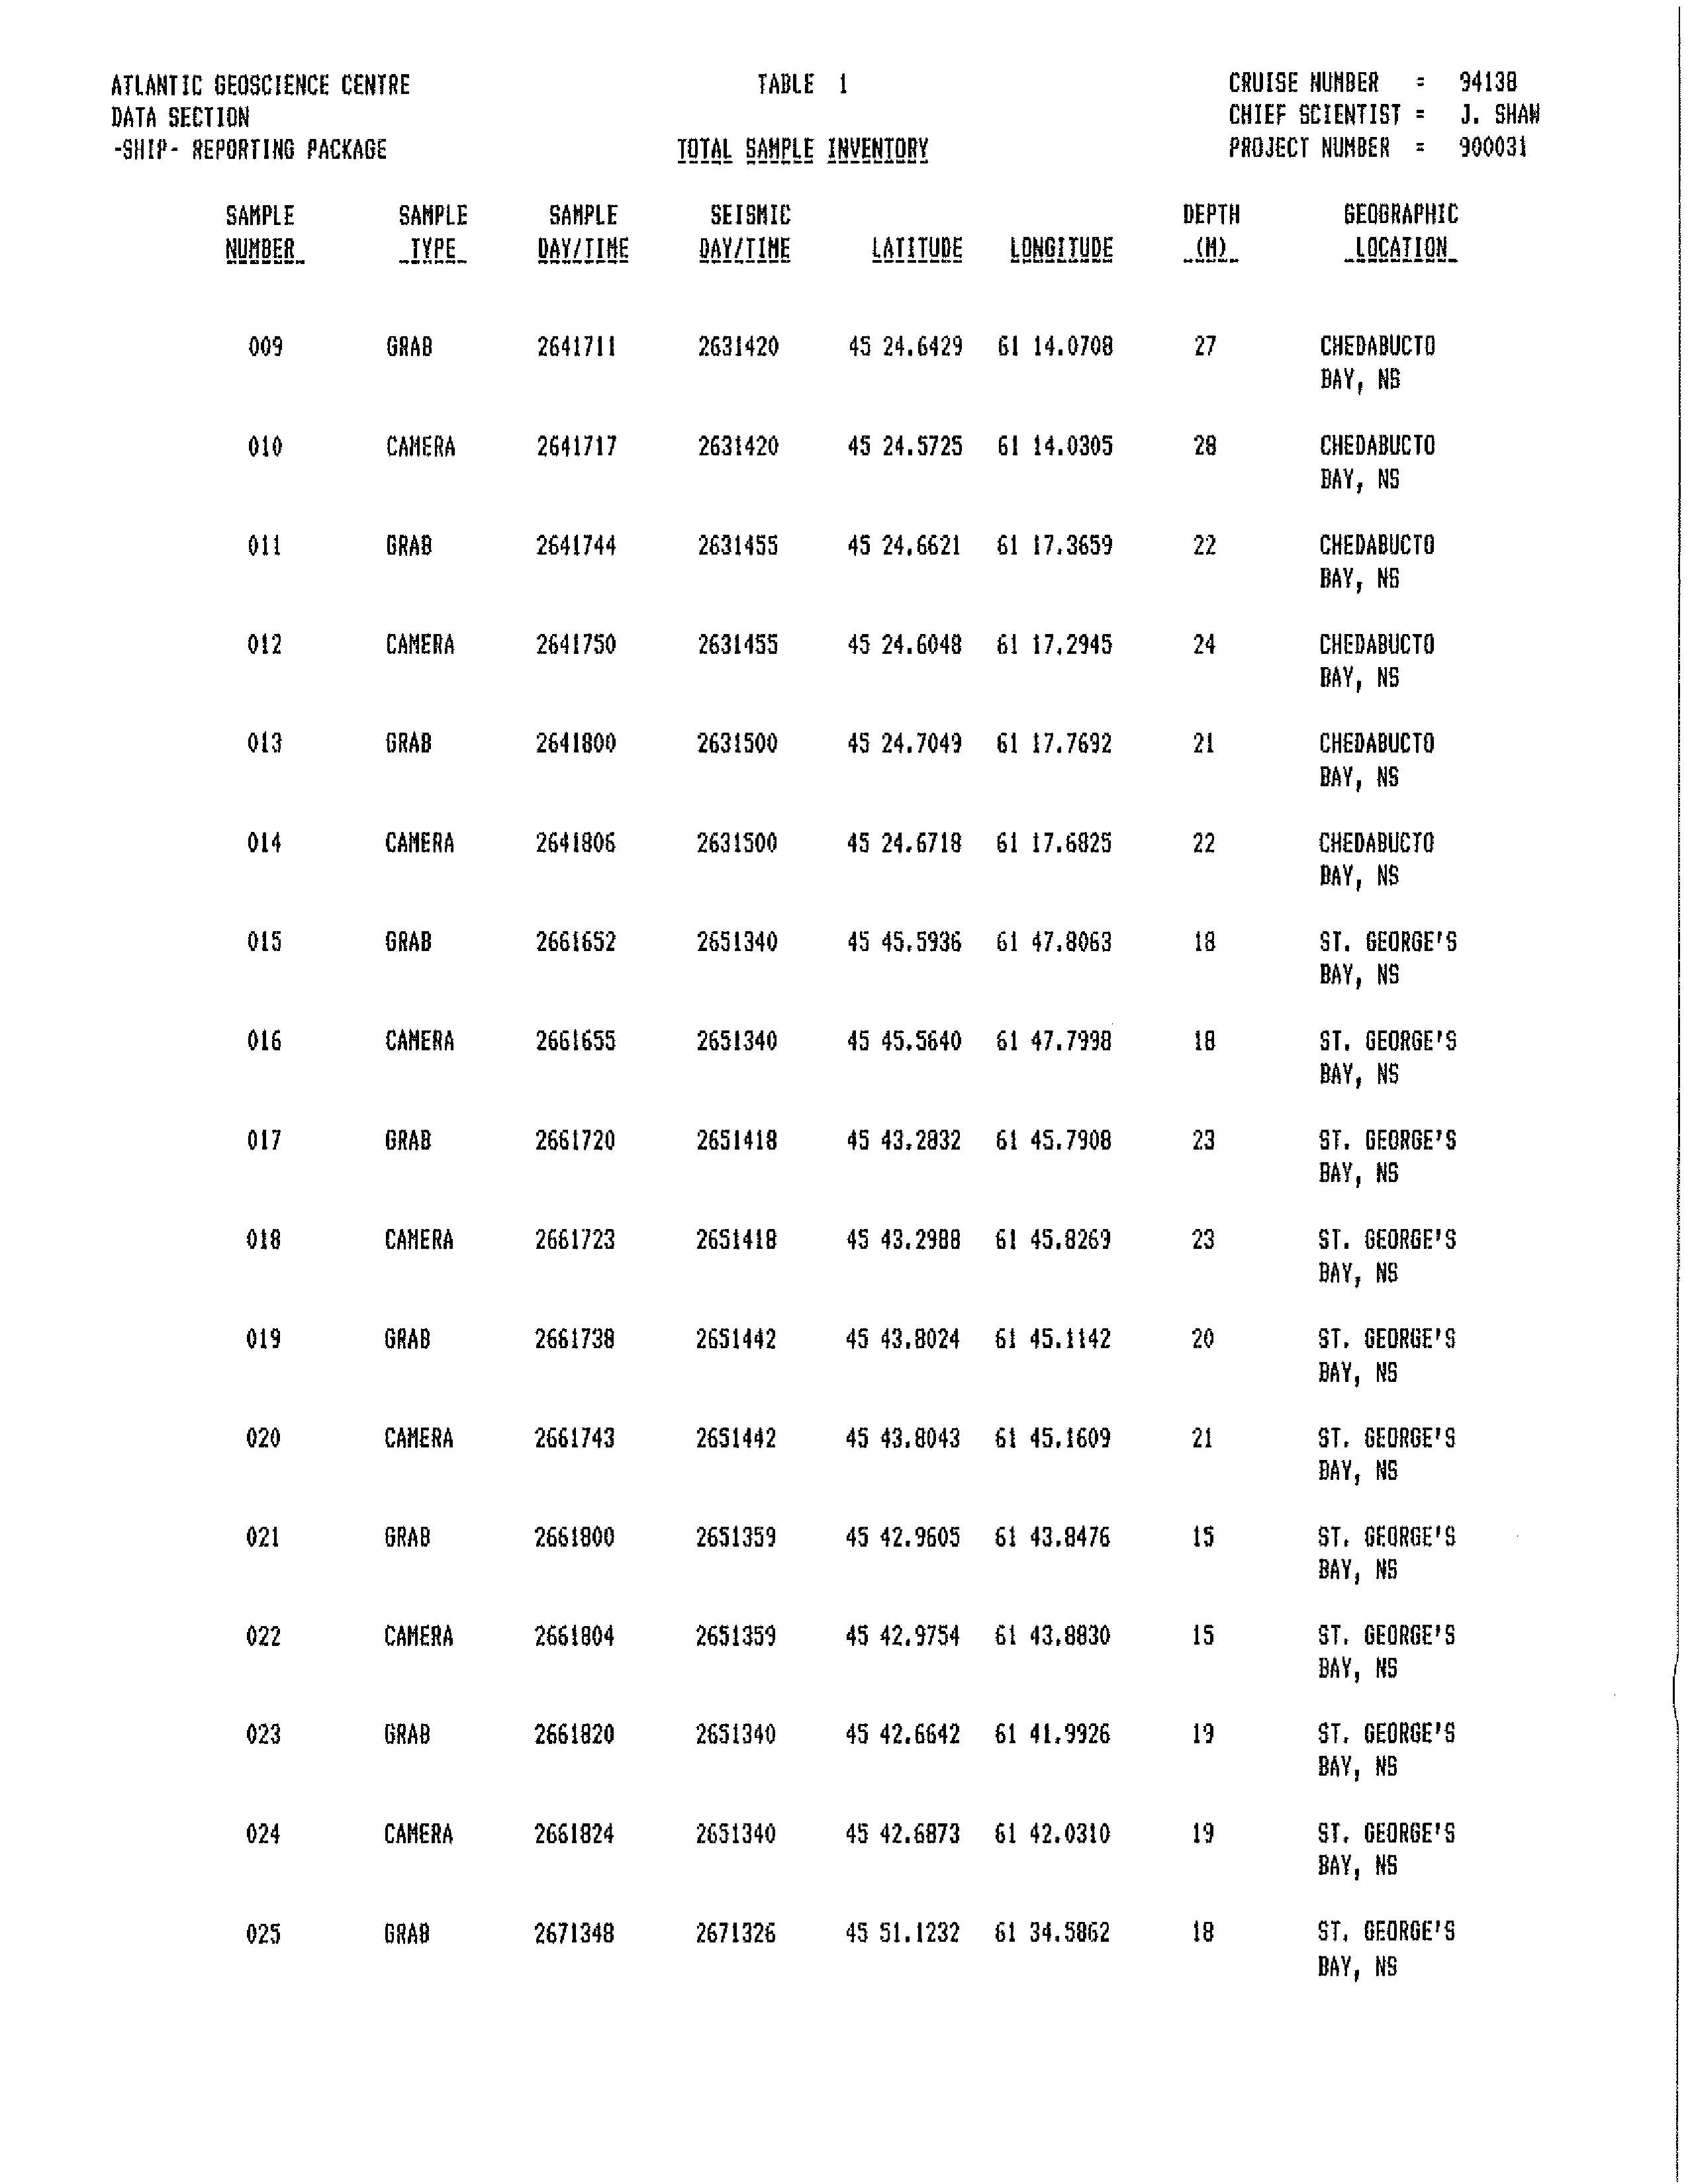 ATLANTIC GEOSCIENCE CENTRE TABLE 1 CRUISE NUMBER = 94138
DATA SECTION CHIEF SCIENTIST = J. SHAW
-SHIP- REPORTING PACKAGE TOTAL SAMPLE INVENTORY PROJECT NUMBER = 900031
SAMPLE SAMPLE SAMPLE SEISMIC DEPTH GEOGRAPHIC
NUMBER TYPE DAY/TIME DAY/TIME LATITUDE LONGITUDE (M) LOCATION
009 GRAB 2641711 2631420 45 24.6429 61 14.0708 27 CHEDABUCTO
BAY, NS
010 CAMERA 2641717 2631420 45 24.5725 61 14.0305 28 CHEDABUCTO
BAY, NS
011 GRAB 2641744 2631455 45 24.6621 61 17.3659 22 CHEDABUCTO
BAY, NS
012 CAMERA 2641750 2631455 45 24.6048 61 17.2945 24 CHEDABUCTO
BAY, NS
013 GRAB 2641800 2631500 45 24.7049 61 17.7692 21 CHEDABUCTO
BAY, NS
014 CAMERA 2641806 2631500 45 24.6718 61 17.6825 22 CHEDABUCTO
BAY, NS
015 GRAB 2661652 2651340 45 45.5936 61 47.8063 18 ST. GEORGE'S
BAY, NS
016 CAMERA 2661655 2651340 45 45.5640 61 47.7998 18 ST. GEORGE'S
BAY, NS
017 GRAB 2661720 2651418 45 43.2832 61 45.7908 23 ST. GEORGE'S
BAY, NS
018 CAMERA 2661723 2651418 45 43.2988 61 45.8269 23 ST. GEORGE'S
BAY, NS
019 GRAB 2661738 2651442 45 43.8024 61 45.1142 20 ST. GEORGE'S
BAY, NS
020 CAMERA 2661743 2651442 45 43.8043 61 45.1609 21 ST. GEORGE'S
BAY, NS
021 GRAB 2661800 2651359 45 42.9605 61 43.8476 15 ST. GEORGE'S
BAY, NS
022 CAMERA 2661804 2651359 45 42.9754 61 43.8830 15 ST. GEORGE'S
BAY, NS
023 GRAB 2661820 2651340 45 42.6642 61 41.9926 19 ST. GEORGE'S
BAY, NS
024 CAMERA 2661824 2651340 45 42.6873 61 42.0310 19 ST. GEORGE'S
BAY, NS
025 GRAB 2671348 2671326 45 51.1232 61 34.5862 18 ST. GEORGE'S
BAY, NS